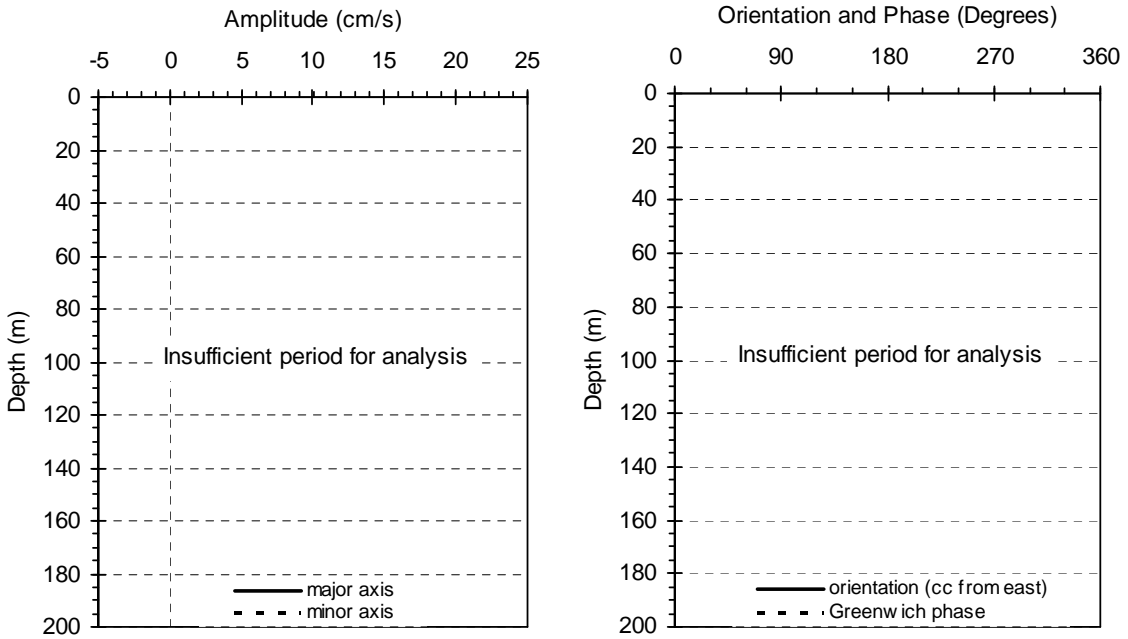 Amplitude (cm/s)
-5 0 5 10 15 20 25
0
20
40
60
80
100
120
140
160
180
200
Depth (m)
Insufficient period for analysis
major axis
minor axis
Orientation and Phase (Degrees)
0 90 180 270 360
0
20
40
60
80
100
120
140
160
180
200
Depth (m)
Insufficient period for analysis
orientation (cc from east)
Greenwich phase